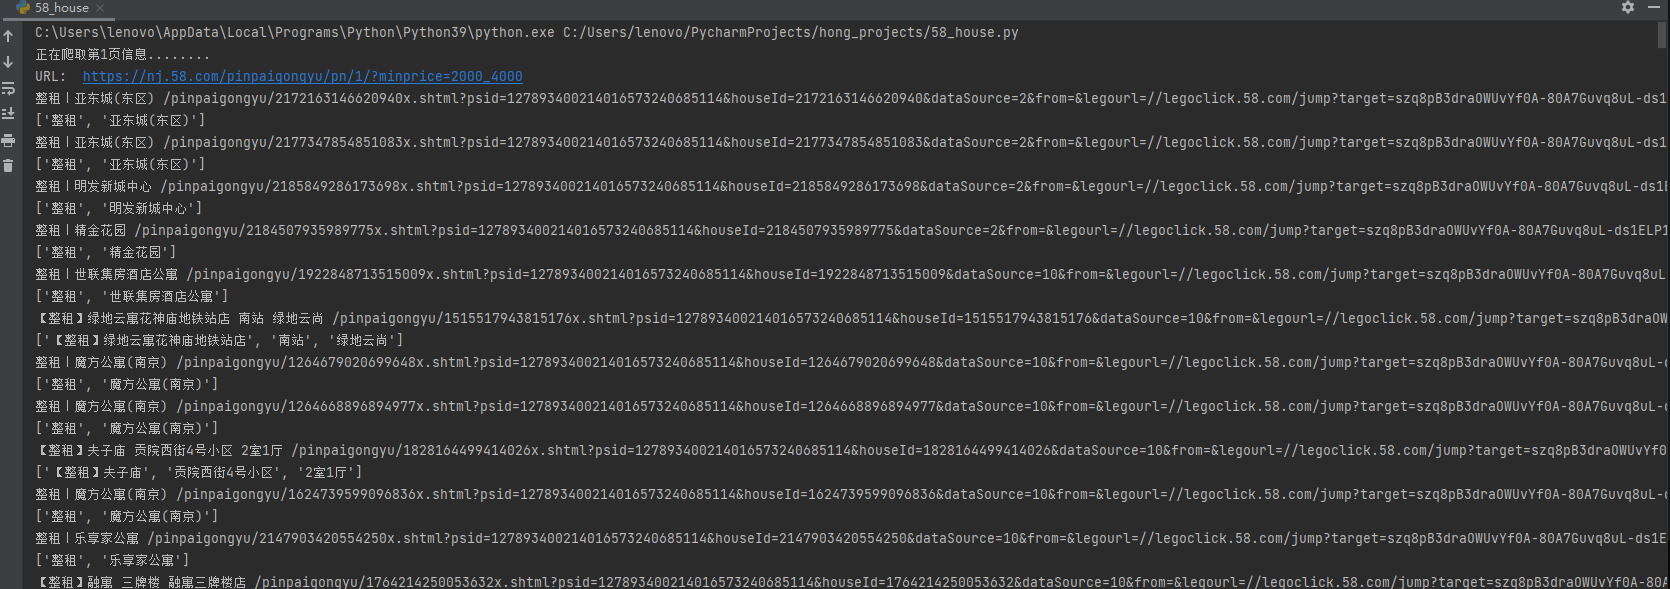 58_house
C:\Users\lenovo\AppData\Local\Programs\Python\Python39\python.exe C:/Users/lenovo/PycharmProjects/hong_projects/58_house.py
正在爬取第1页信息........
URL:  https://nj.58.com/pinpaigongyu/pn/1/?minprice=2000_4000
整租丨亚东城(东区) /pinpaigongyu/2172163146620940x.shtml?psid=127893400214016573240685114&houseId=2172163146620940&dataSource=2&from=&legourl=//legoclick.58.com/jump?target=szq8pB3draOWUvYf0A-80A7Guvq8uL-ds1
['整租', '亚东城(东区)']
整租丨亚东城(东区) /pinpaigongyu/2177347854851083x.shtml?psid=127893400214016573240685114&houseId=2177347854851083&dataSource=2&from=&legourl=//legoclick.58.com/jump?target=szq8pB3draOWUvYf0A-80A7Guvq8uL-ds1
['整租', '亚东城(东区)']
整租丨明发新城中心 /pinpaigongyu/2185849286173698x.shtml?psid=127893400214016573240685114&houseId=2185849286173698&dataSource=2&from=&legourl=//legoclick.58.com/jump?target=szq8pB3draOWUvYf0A-80A7Guvq8uL-ds1E
['整租', '明发新城中心']
整租丨精金花园 /pinpaigongyu/2184507935989775x.shtml?psid=127893400214016573240685114&houseId=2184507935989775&dataSource=2&from=&legourl=//legoclick.58.com/jump?target=szq8pB3draOWUvYf0A-80A7Guvq8uL-ds1ELP1
['整租', '精金花园']
整租丨世联集房酒店公寓 /pinpaigongyu/1922848713515009x.shtml?psid=127893400214016573240685114&houseId=1922848713515009&dataSource=10&from=&legourl=//legoclick.58.com/jump?target=szq8pB3draOWUvYf0A-80A7Guvq8uL
['整租', '世联集房酒店公寓']
【整租】绿地云寓花神庙地铁站店 南站 绿地云尚 /pinpaigongyu/1515517943815176x.shtml?psid=127893400214016573240685114&houseId=1515517943815176&dataSource=10&from=&legourl=//legoclick.58.com/jump?target=szq8pB3draOW
['【整租】绿地云寓花神庙地铁站店', '南站', '绿地云尚']
整租丨魔方公寓(南京) /pinpaigongyu/1264679020699648x.shtml?psid=127893400214016573240685114&houseId=1264679020699648&dataSource=10&from=&legourl=//legoclick.58.com/jump?target=szq8pB3draOWUvYf0A-80A7Guvq8uL-
['整租', '魔方公寓(南京)']
整租丨魔方公寓(南京) /pinpaigongyu/1264668896894977x.shtml?psid=127893400214016573240685114&houseId=1264668896894977&dataSource=10&from=&legourl=//legoclick.58.com/jump?target=szq8pB3draOWUvYf0A-80A7Guvq8uL-
['整租', '魔方公寓(南京)']
【整租】夫子庙 贡院西街4号小区 2室1厅 /pinpaigongyu/1828164499414026x.shtml?psid=127893400214016573240685114&houseId=1828164499414026&dataSource=10&from=&legourl=//legoclick.58.com/jump?target=szq8pB3draOWUvYf0
['【整租】夫子庙', '贡院西街4号小区', '2室1厅']
整租丨魔方公寓(南京) /pinpaigongyu/1624739599096836x.shtml?psid=127893400214016573240685114&houseId=1624739599096836&dataSource=10&from=&legourl=//legoclick.58.com/jump?target=szq8pB3draOWUvYf0A-80A7Guvq8uL-
['整租', '魔方公寓(南京)']
整租丨乐享家公寓 /pinpaigongyu/2147903420554250x.shtml?psid=127893400214016573240685114&houseId=2147903420554250&dataSource=10&from=&legourl=//legoclick.58.com/jump?target=szq8pB3draOWUvYf0A-80A7Guvq8uL-ds1E
['整租', '乐享家公寓']
【整租】融寓 三牌楼 融寓三牌楼店 /pinpaigongyu/1764214250053632x.shtml?psid=127893400214016573240685114&houseId=1764214250053632&dataSource=10&from=&legourl=//legoclick.58.com/jump?target=szq8pB3draOWUvYf0A-80A